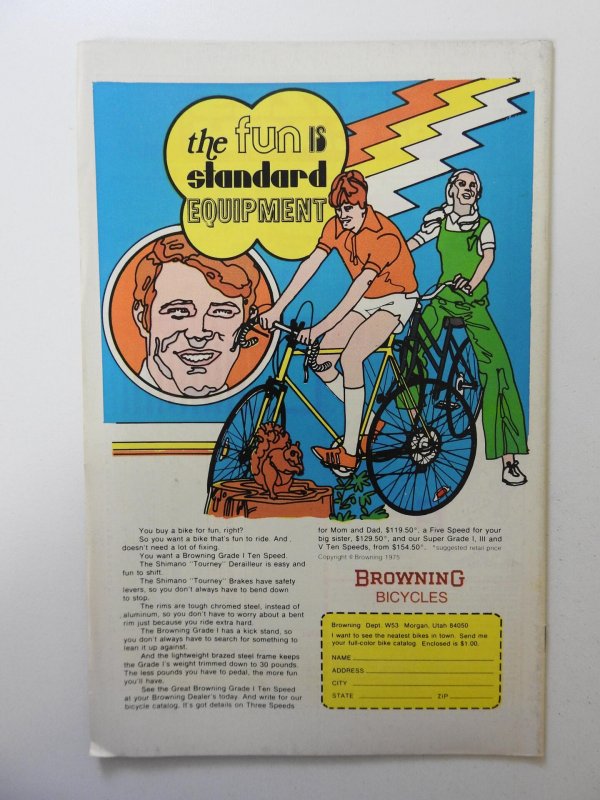 the fun IS
standard
EQUIPMENT
You buy a bike for fun, right?
So you want a bike that's fun to ride. And,
doesn't need a lot of fixing.
You want a Browning Grade I Ten Speed.
The Shimano "Tourney" Derailleur is easy and
fun to shift.
The Shimano "Tourney" Brakes have safety
levers, so you don't always have to bend down
to stop.
The rims are tough chromed steel, instead of
aluminum, so you don't have to worry about a bent
rim just because you ride extra hard.
The Browning Grade I has a kick stand, so
you don't always have to search for something to
lean it up against.
And the lightweight brazed steel frame keeps
the Grade I's weight trimmed down to 30 pounds.
The less pounds you have to pedal, the more fun
you'll have.
See the Great Browning Grade I Ten Speed
at your Browning Dealer's today. And write for our
bicycle catalog. It's got details on Three Speeds
for Mom and Dad, $119.50*, a Five Speed for your
big sister, $129.50*, and our Super Grade I, III and
V Ten Speeds, from $154.50*. *suggested retail price
Copyright © Browning 1975
BROWNING
BICYCLES
Browning Dept. W53 Morgan, Utah 84050
I want to see the neatest bikes in town. Send me
your full-color bike catalog. Enclosed is $1.00.
NAME
ADDRESS
CITY
STATE ZIP